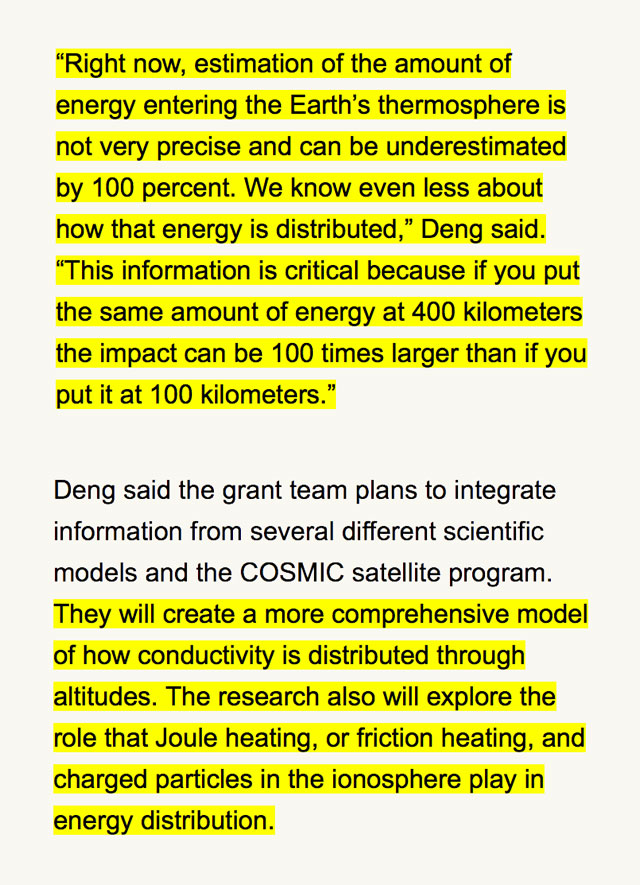 “Right now, estimation of the amount of
energy entering the Earth’s thermosphere is
not very precise and can be underestimated
by 100 percent. We know even less about
how that energy is distributed,” Deng said.
“This information is critical because if you put
the same amount of energy at 400 kilometers
the impact can be 100 times larger than if you
put it at 100 kilometers.”
Deng said the grant team plans to integrate
information from several different scientific
models and the COSMIC satellite program.
They will create a more comprehensive model
of how conductivity is distributed through
altitudes. The research also will explore the
role that Joule heating, or friction heating, and
charged particles in the ionosphere play in
energy distribution.